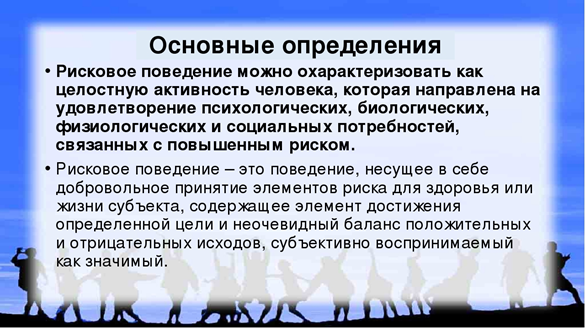 Основные определения
• Рисковое поведение можно охарактеризовать как
целостную активность человека, которая направлена на
удовлетворение психологических, биологических,
физиологических и социальных потребностей,
связанных с повышенным риском.
• Рисковое поведение – это поведение, несущее в себе
добровольное принятие элементов риска для здоровья или
жизни субъекта, содержащее элемент достижения
определенной цели и неочевидный баланс положительных
и отрицательных исходов, субъективно воспринимаемый
как значимый.